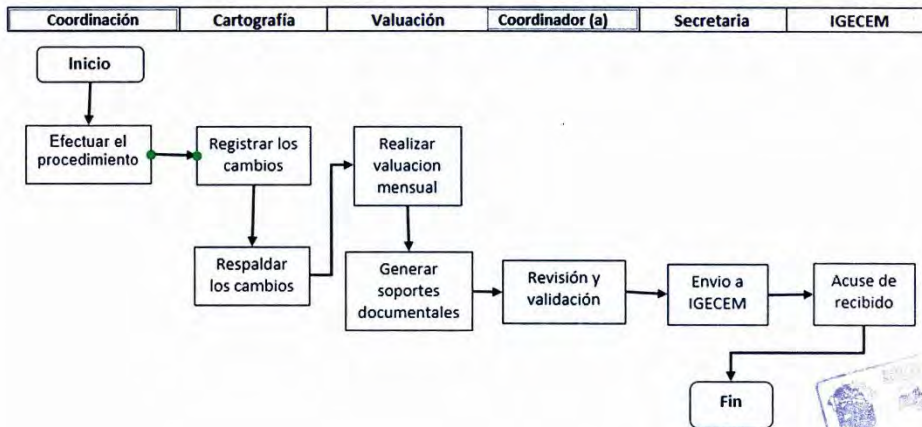 Coordinación
Cartografía
Valuación
Coordinador (a)
Secretaria
IGECEM
Inicio
Efectuar el
procedimiento
Registrar los
cambios
Realizar
valuacion
mensual
Respaldar
los cambios
Generar
soportes
documentales
Revisión y
validación
Envio a
IGECEM
Acuse de
recibido
Fin